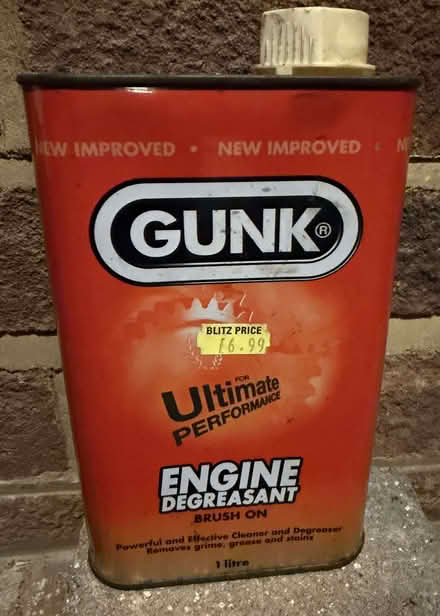 NEW IMPROVED • NEW IMPROVED • N
GUNK®
BLITZ PRICE
£6.99
FOR
Ultimate
PERFORMANCE
ENGINE
DEGREASANT
BRUSH ON
Powerful and Effective Cleaner and Degreaser
Removes grime, grease and stains
1 litre